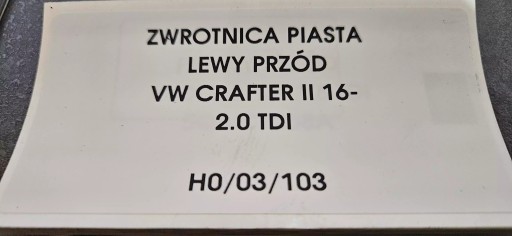 ZWROTNICA PIASTA
LEWY PRZÓD
VW CRAFTER II 16-
2.0 TDI
H0/03/103